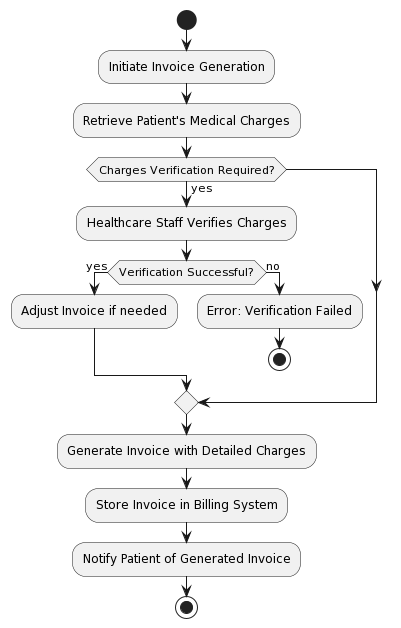 Initiate Invoice Generation
Retrieve Patient's Medical Charges
Charges Verification Required?
yes
Healthcare Staff Verifies Charges
yes
Verification Successful?
no
Adjust Invoice if needed
Error: Verification Failed
Generate Invoice with Detailed Charges
Store Invoice in Billing System
Notify Patient of Generated Invoice